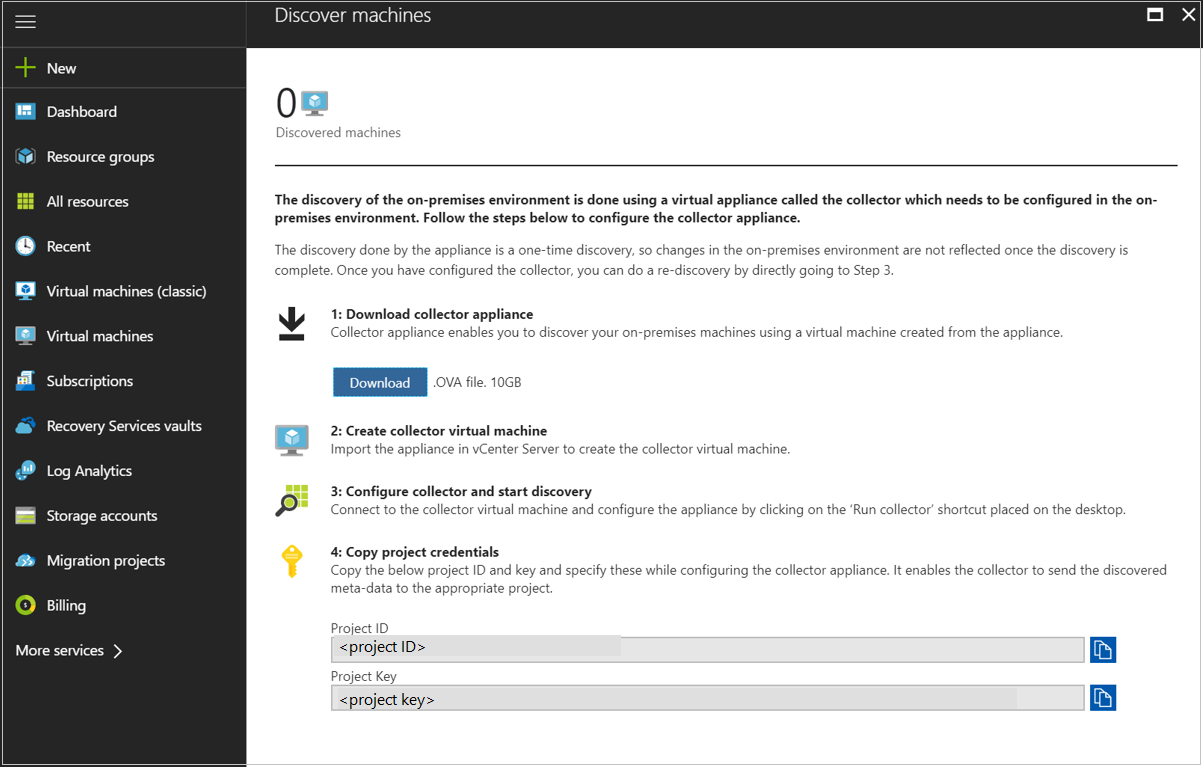 Discover machines
New
Dashboard
Resource groups
All resources
Recent
Virtual machines (classic)
Virtual machines
Subscriptions
Recovery Services vaults
Log Analytics
Storage accounts
Migration projects
Billing
More services
0
Discovered machines
The discovery of the on-premises environment is done using a virtual appliance called the collector which needs to be configured in the on-
premises environment. Follow the steps below to configure the collector appliance.
The discovery done by the appliance is a one-time discovery, so changes in the on-premises environment are not reflected once the discovery is
complete. Once you have configured the collector, you can do a re-discovery by directly going to Step 3.
1: Download collector appliance
Collector appliance enables you to discover your on-premises machines using a virtual machine created from the appliance.
Download .OVA file. 10GB
2: Create collector virtual machine
Import the appliance in vCenter Server to create the collector virtual machine.
3: Configure collector and start discovery
Connect to the collector virtual machine and configure the appliance by clicking on the ‘Run collector’ shortcut placed on the desktop.
4: Copy project credentials
Copy the below project ID and key and specify these while configuring the collector appliance. It enables the collector to send the discovered
meta-data to the appropriate project.
Project ID
<project ID>
Project Key
<project key>